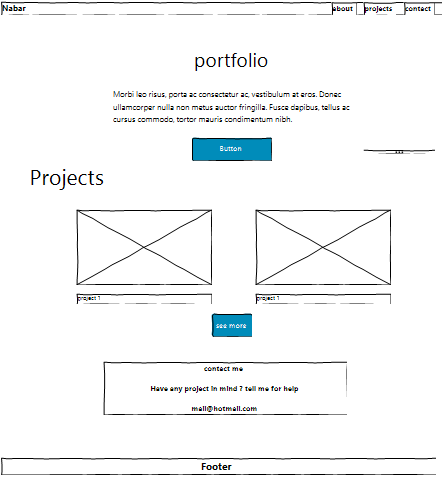 Nabar
about
projects
contact
portfolio
Morbi leo risus, porta ac consectetur ac, vestibulum at eros. Donec
ullamcorper nulla non metus auctor fringilla. Fusce dapibus, tellus ac
cursus commodo, tortor mauris condimentum nibh.
Button
Projects
project 1
project 1
see more
contact me
Have any project in mind ? tell me for help
mail@hotmail.com
Footer